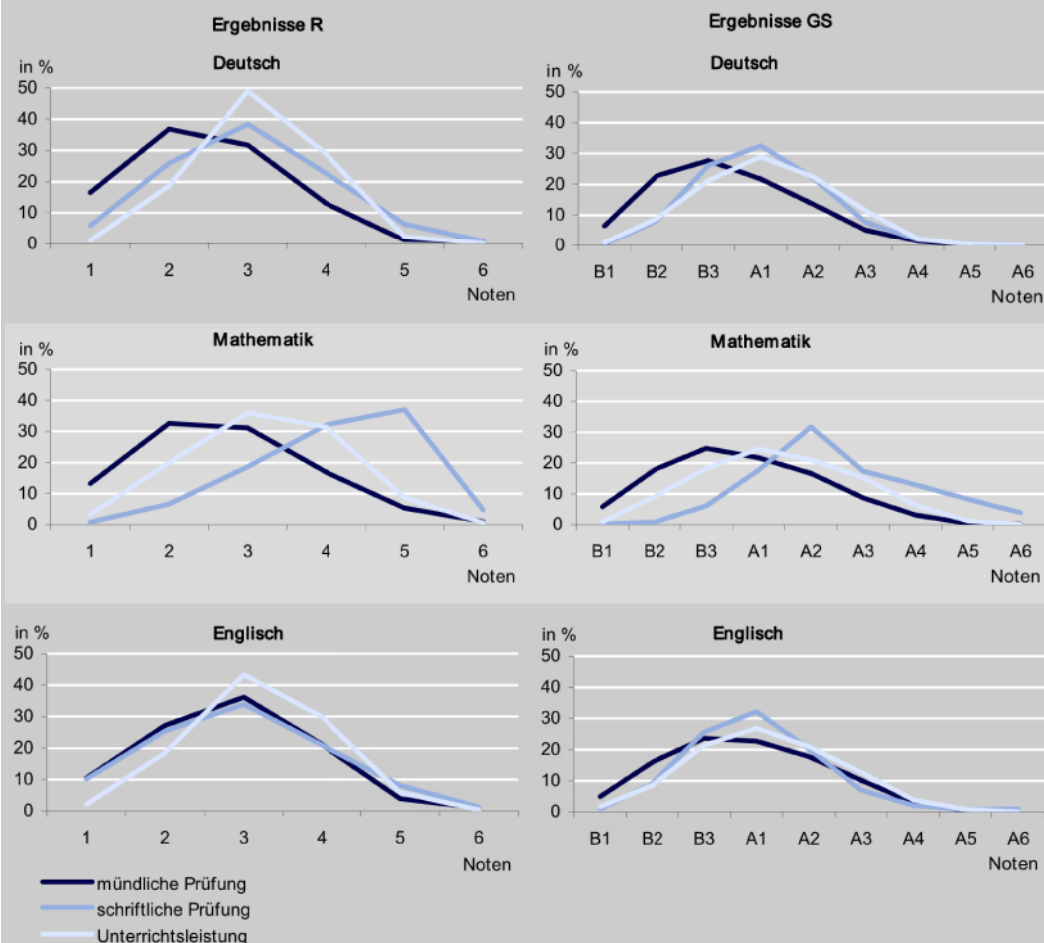 Ergebnisse R
Deutsch
in %
50
40
30
20
10
0
1 2 3 4 5 6
Noten
Ergebnisse GS
Deutsch
in %
50
40
30
20
10
0
B1 B2 B3 A1 A2 A3 A4 A5 A6
Noten
Mathematik
in %
50
40
30
20
10
0
1 2 3 4 5 6
Noten
Mathematik
in %
50
40
30
20
10
0
B1 B2 B3 A1 A2 A3 A4 A5 A6
Noten
Englisch
in %
50
40
30
20
10
0
1 2 3 4 5 6
Noten
Englisch
in %
50
40
30
20
10
0
B1 B2 B3 A1 A2 A3 A4 A5 A6
Noten
mündliche Prüfung
schriftliche Prüfung
Unterrichtsleistung